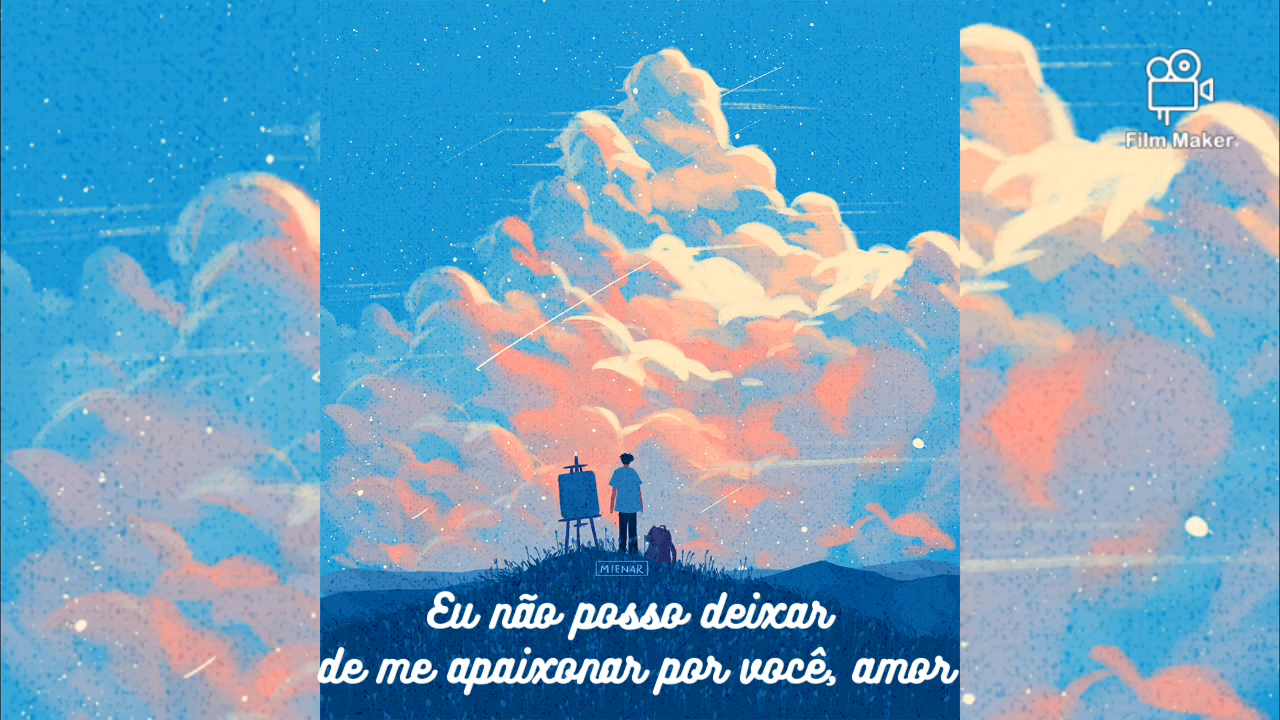 Film Maker
MIENAR
Eu não posso deixar
de me apaixonar por você, amor